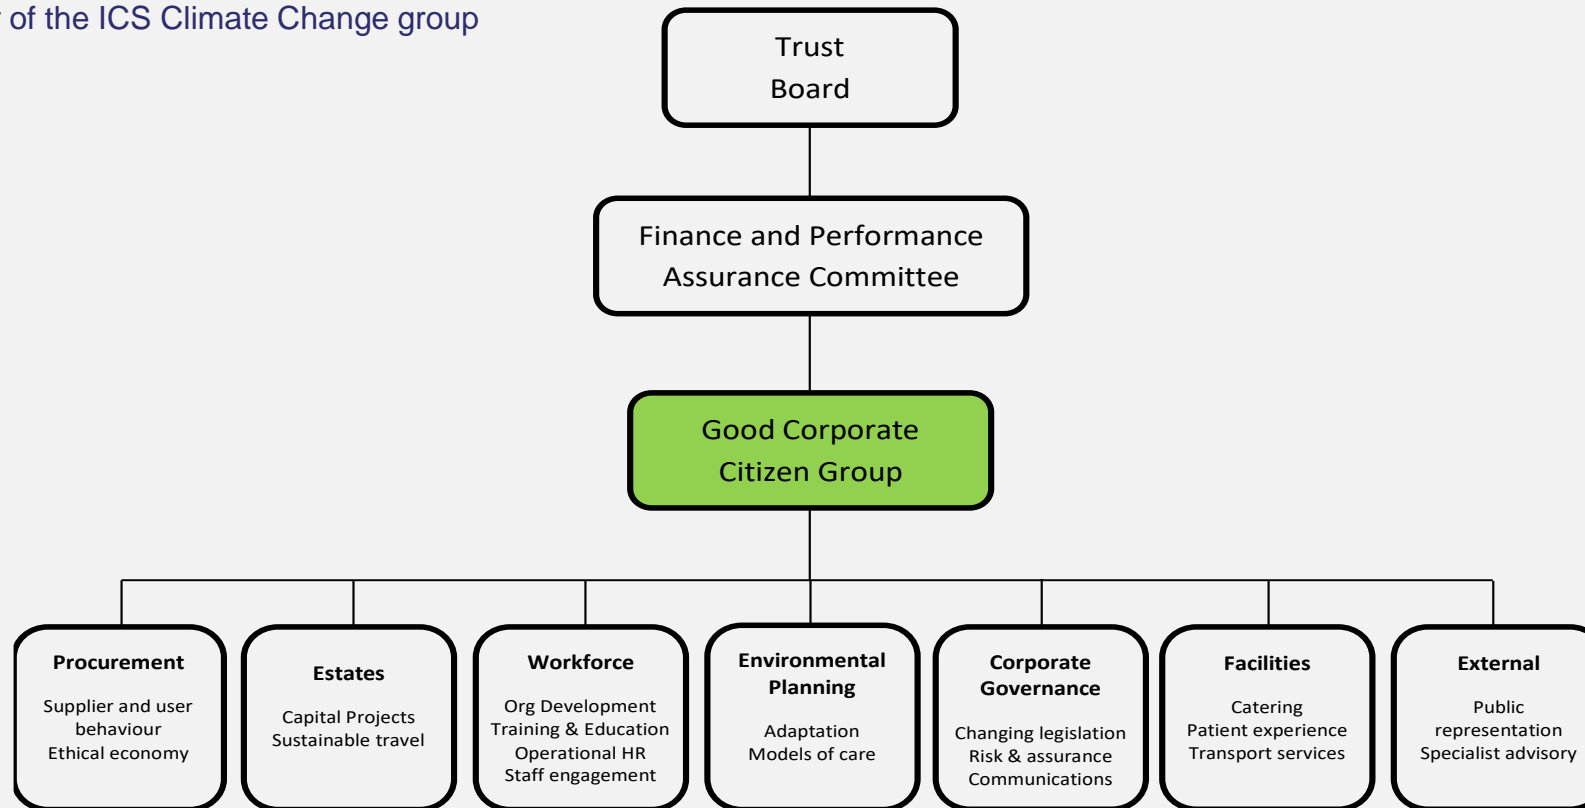 of the ICS Climate Change group
Trust
Board
Finance and Performance
Assurance Committee
Good Corporate
Citizen Group
Procurement
Supplier and user
behaviour
Ethical economy
Estates
Capital Projects
Sustainable travel
Workforce
Org Development
Training & Education
Operational HR
Staff engagement
Environmental
Planning
Adaptation
Models of care
Corporate
Governance
Changing legislation
Risk & assurance
Communications
Facilities
Catering
Patient experience
Transport services
External
Public
representation
Specialist advisory